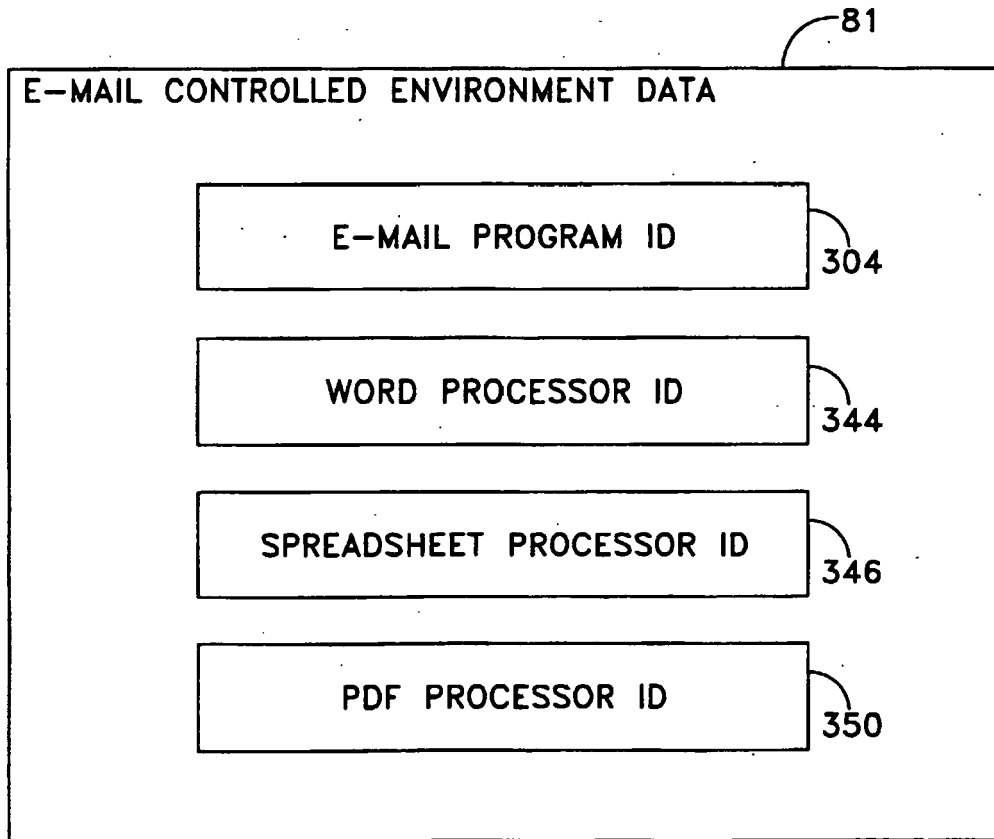 81
E-MAIL CONTROLLED ENVIRONMENT DATA
E-MAIL PROGRAM ID
304
WORD PROCESSOR ID
344
SPREADSHEET PROCESSOR ID
346
PDF PROCESSOR ID
350